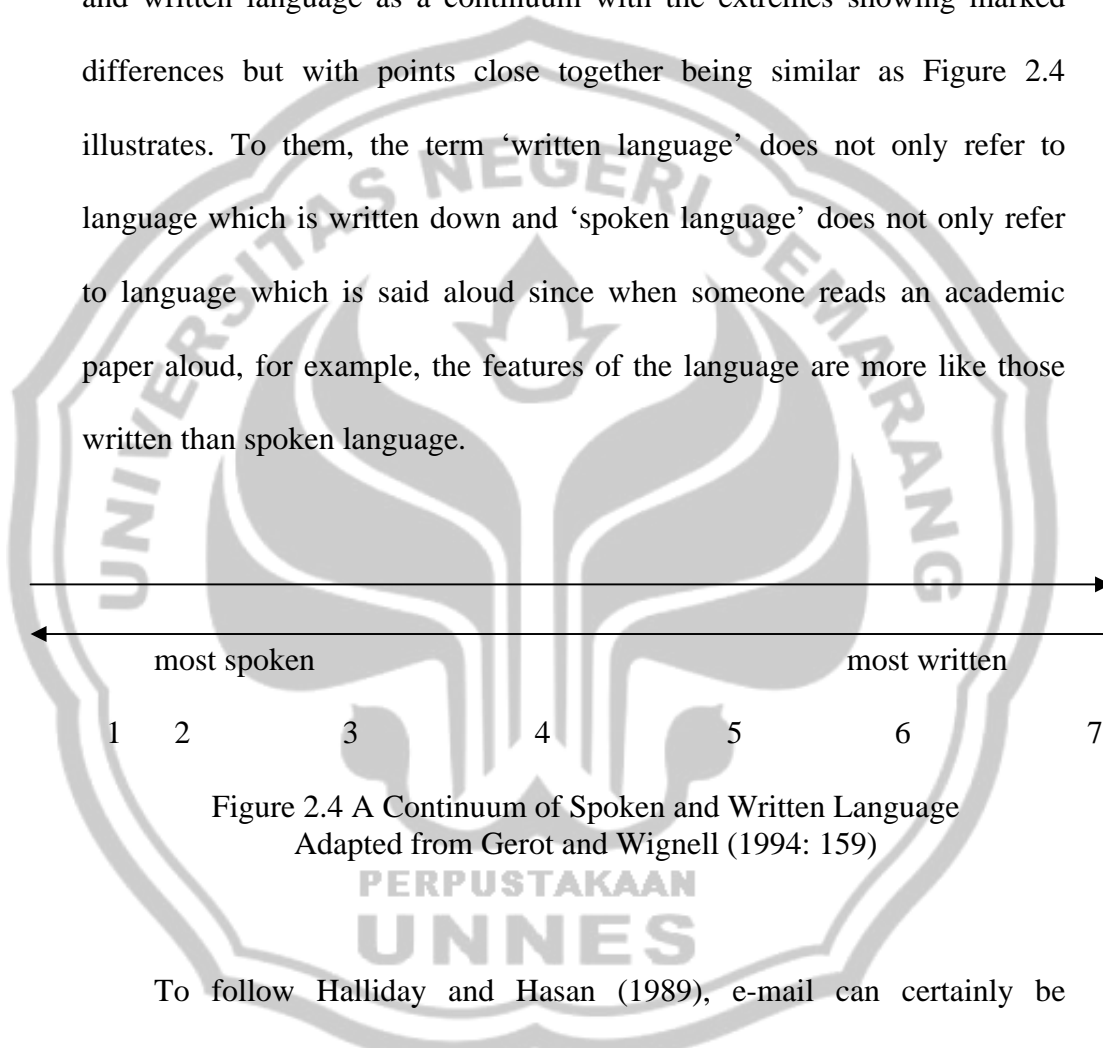 and written language as a continuum with the extremes showing marked
differences but with points close together being similar as Figure 2.4
illustrates. To them, the term ‘written language’ does not only refer to
language which is written down and ‘spoken language’ does not only refer
to language which is said aloud since when someone reads an academic
paper aloud, for example, the features of the language are more like those
written than spoken language.
UNIVERSITAS NEGERI SEMARANG
most spoken most written
1 2 3 4 5 6 7
Figure 2.4 A Continuum of Spoken and Written Language
Adapted from Gerot and Wignell (1994: 159)
PERPUSTAKAAN
UNNES
To follow Halliday and Hasan (1989), e-mail can certainly be